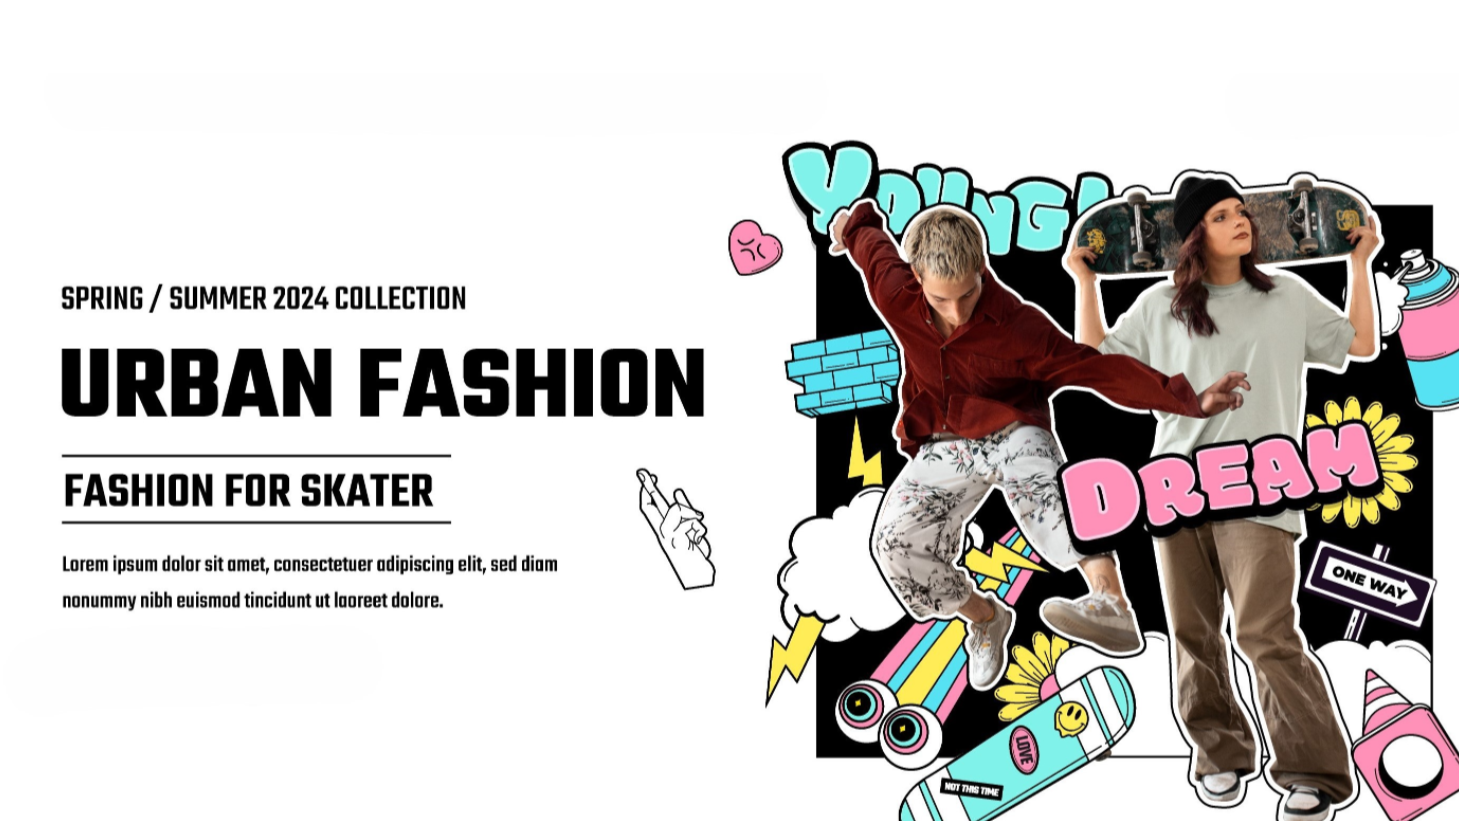 SPRING / SUMMER 2024 COLLECTION
URBAN FASHION
FASHION FOR SKATER
Lorem ipsum dolor sit amet, consectetuer adipiscing elit, sed diam
nonummy nibh euismod tincidunt ut laoreet dolore.
YOUNG!
DREAM
ONE WAY
LOVE
NOT THIS TIME